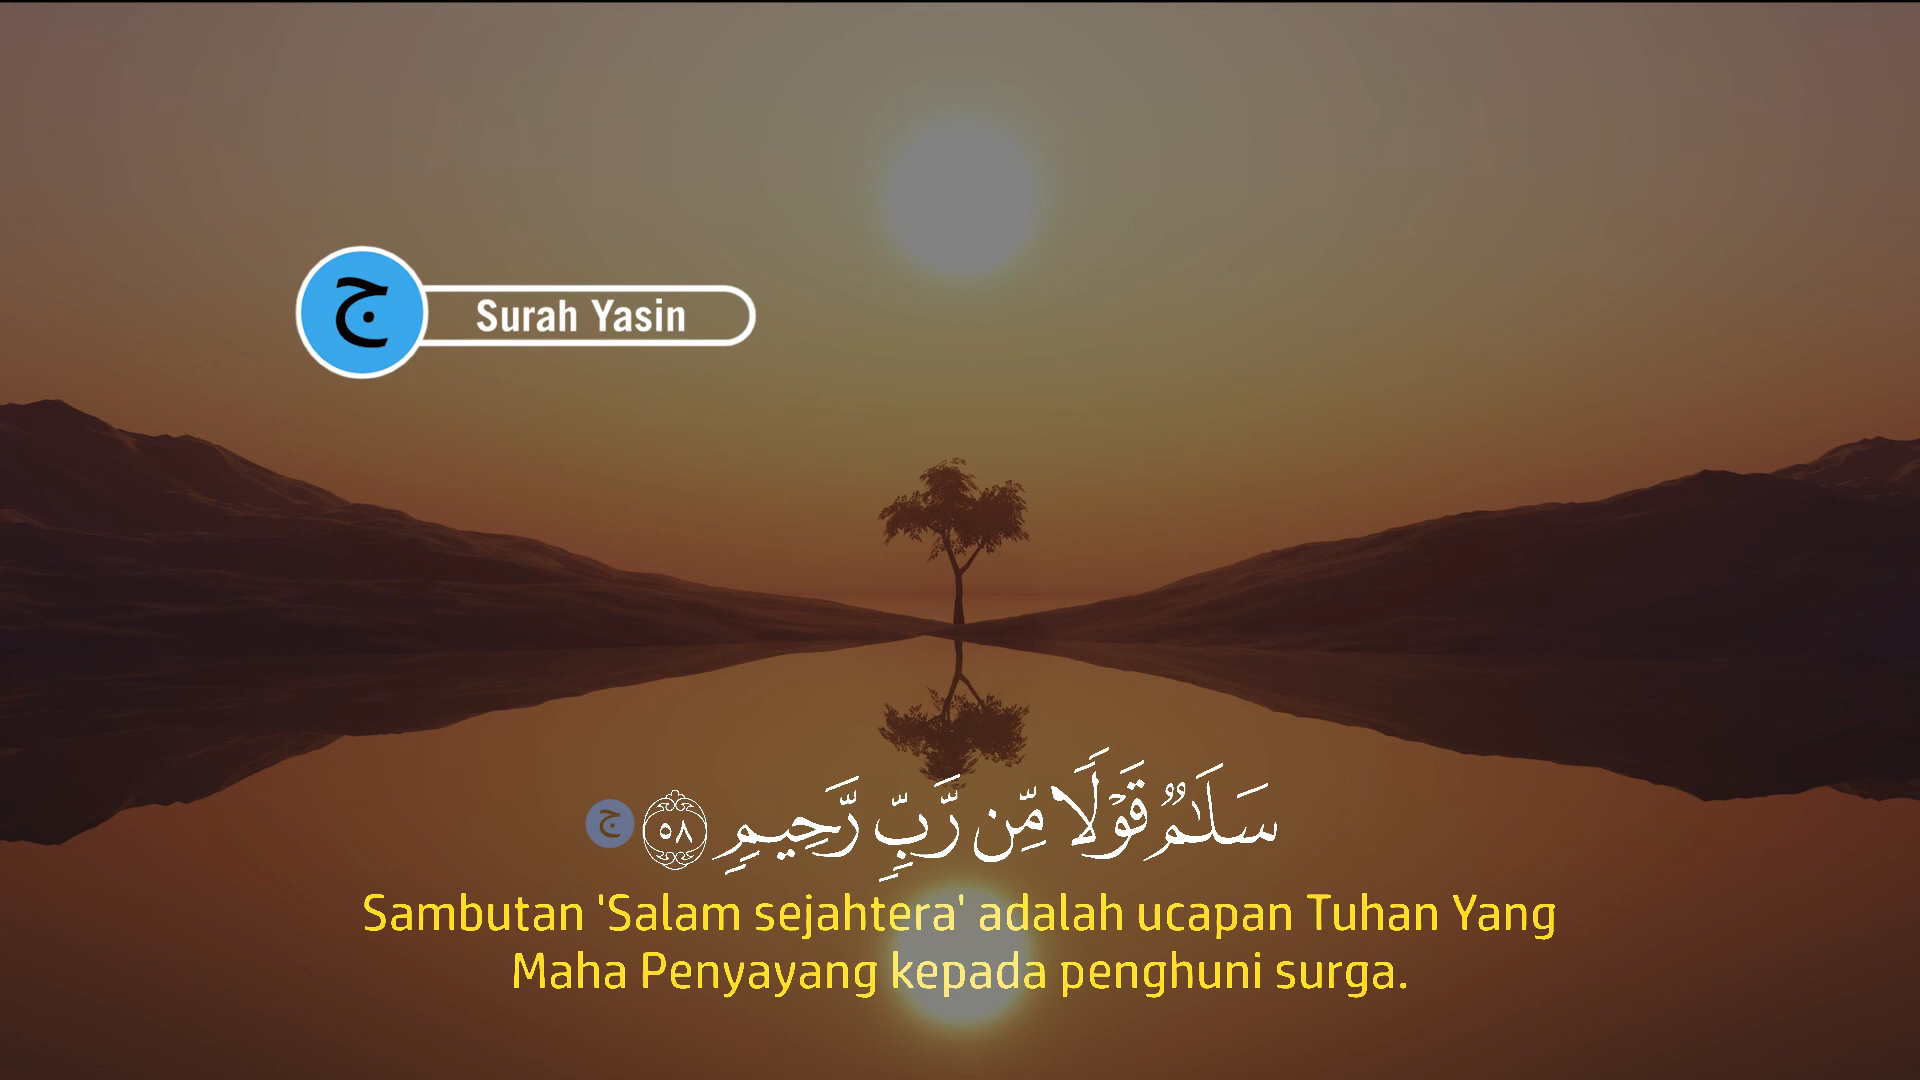 ج
Surah Yasin
سَلَـٰمٌ قَوْلًا مِّن رَّبٍّ رَّحِيمٍ ٥٨ ج
Sambutan 'Salam sejahtera' adalah ucapan Tuhan Yang
Maha Penyayang kepada penghuni surga.